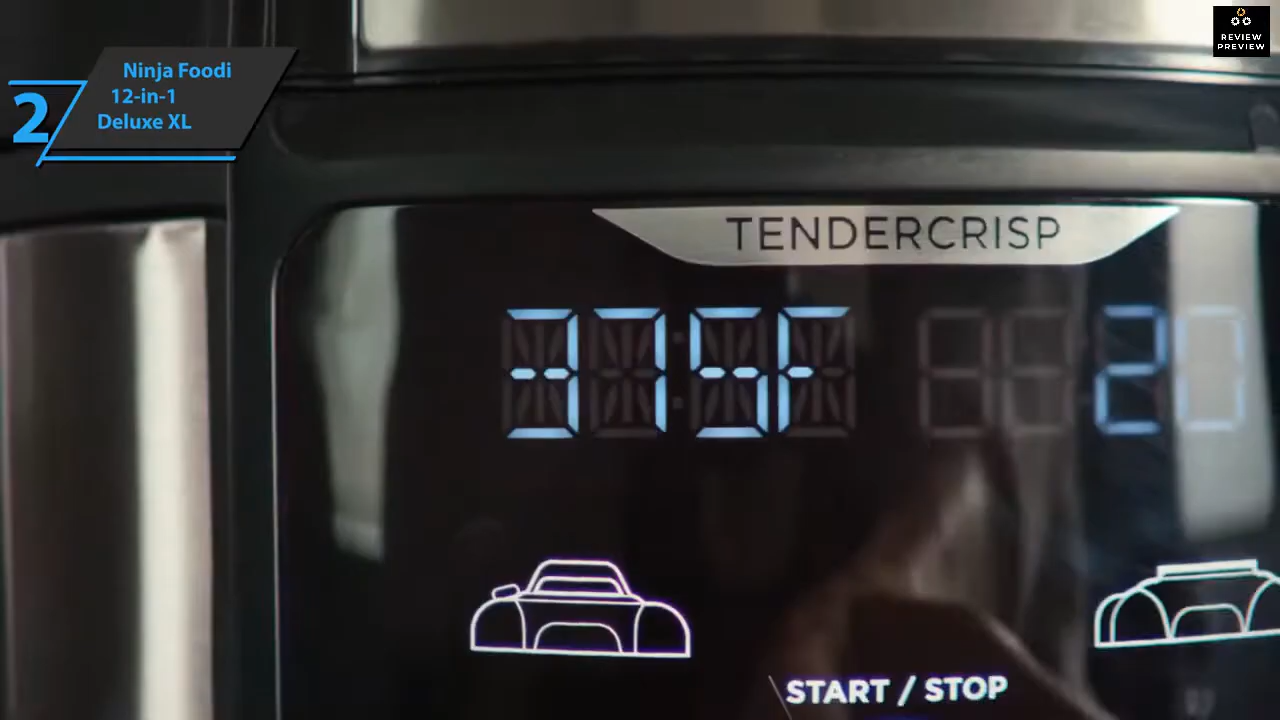 REVIEW
PREVIEW
2
Ninja Foodi
12-in-1
Deluxe XL
TENDERCRISP
375F 20
START / STOP